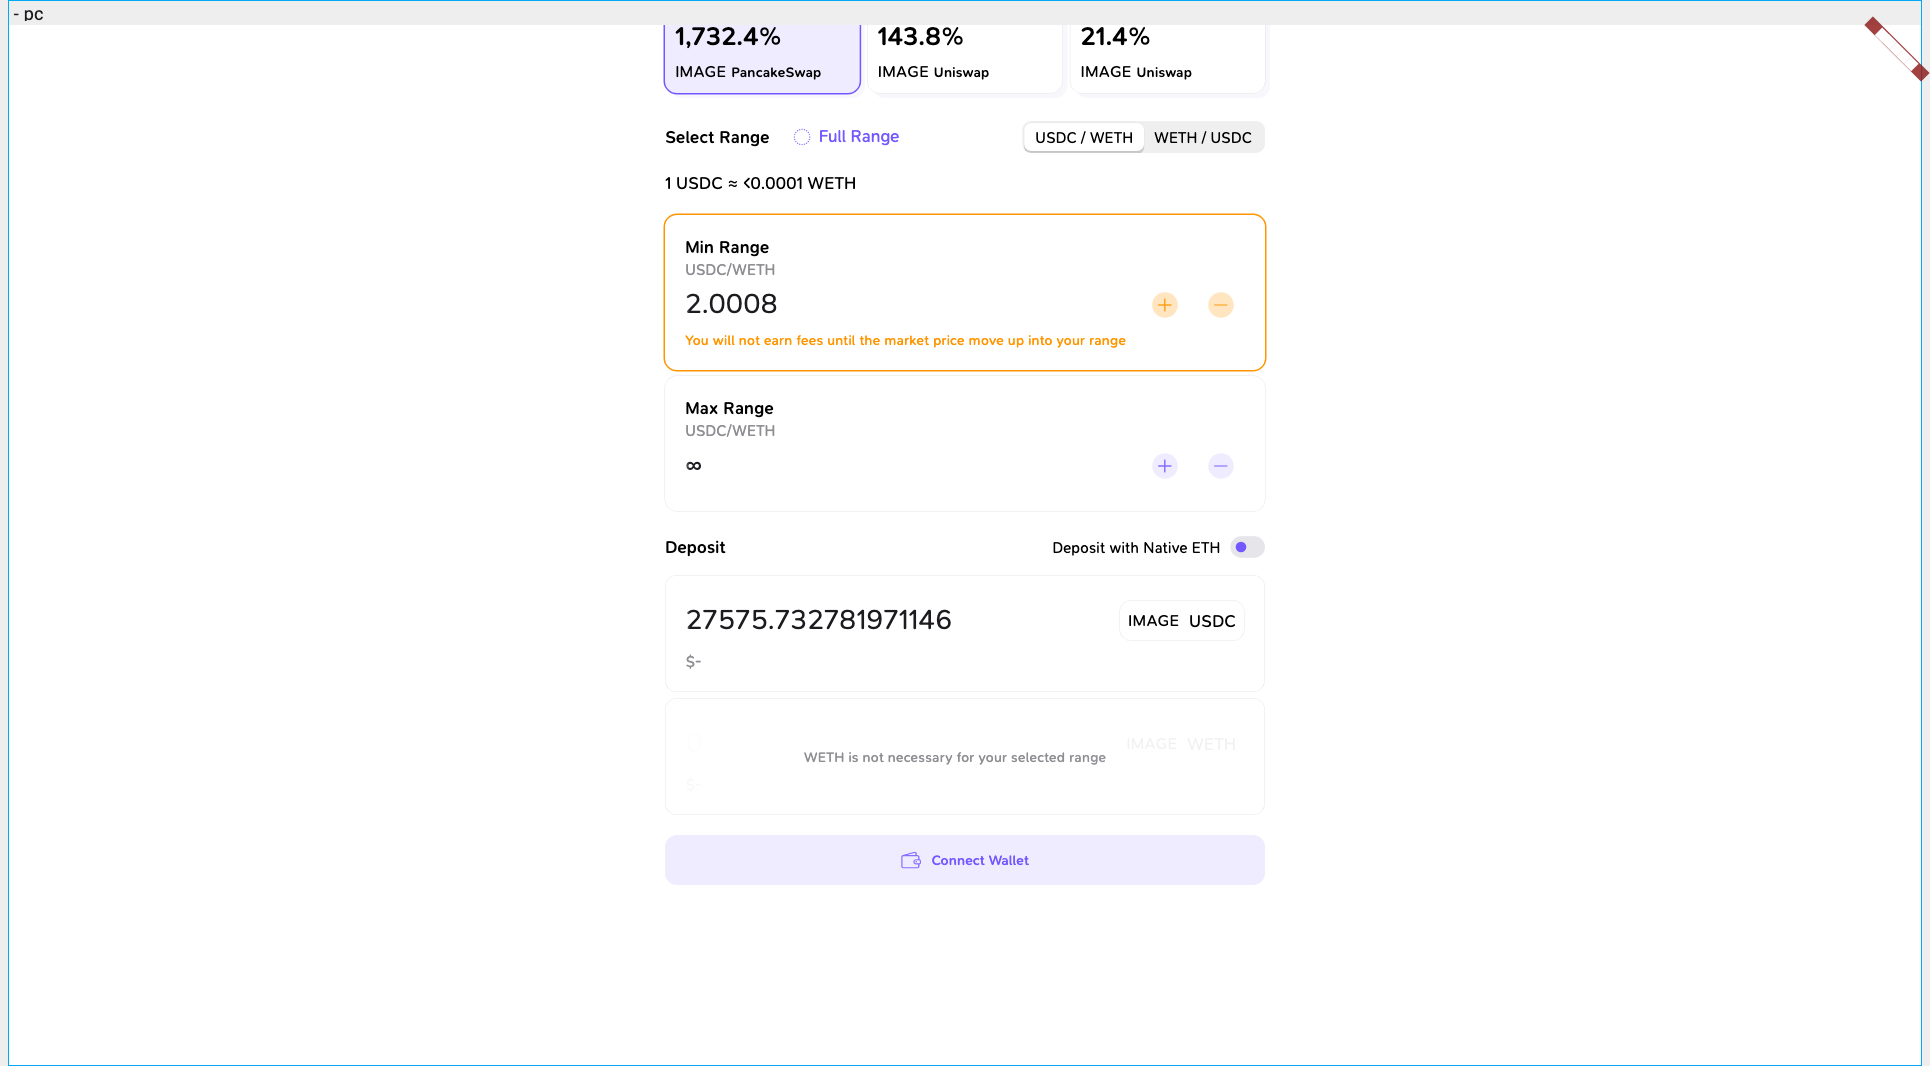 - pc
1,732.4%
IMAGE PancakeSwap
143.8%
IMAGE Uniswap
21.4%
IMAGE Uniswap
Select Range
Full Range
USDC / WETH
WETH / USDC
1 USDC ≈ <0.0001 WETH
Min Range
USDC/WETH
2.0008
You will not earn fees until the market price move up into your range
Max Range
USDC/WETH
∞
Deposit
Deposit with Native ETH
27575.732781971146
IMAGE USDC
$-
0
IMAGE WETH
WETH is not necessary for your selected range
$-
Connect Wallet